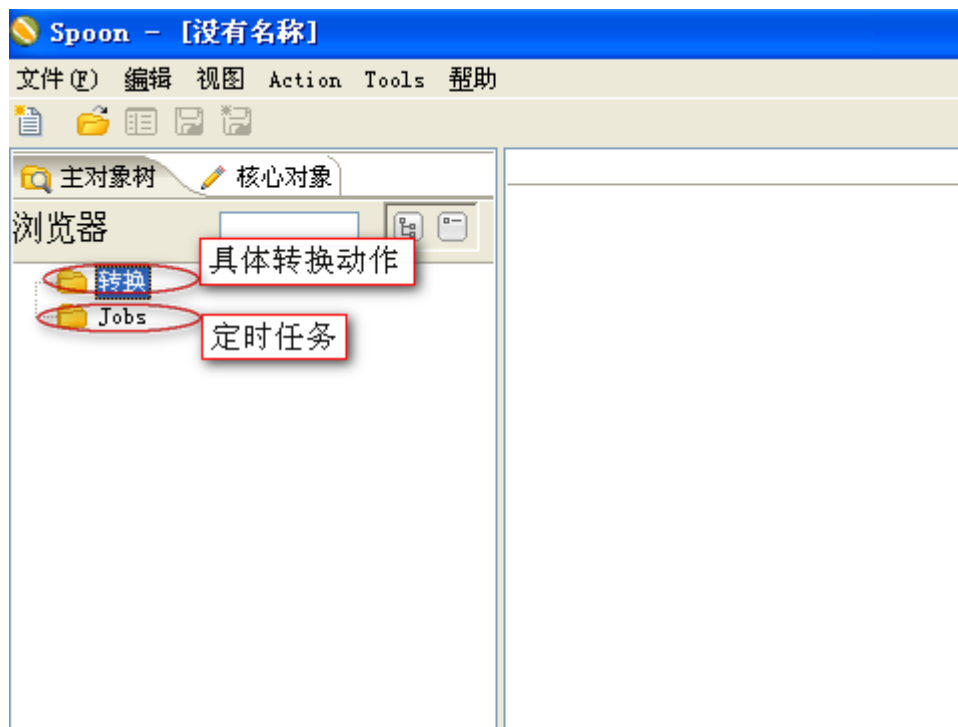 Spoon - [没有名称]
文件(F) 编辑 视图 Action Tools 帮助
主对象树 核心对象
浏览器
具体转换动作
转换
Jobs
定时任务